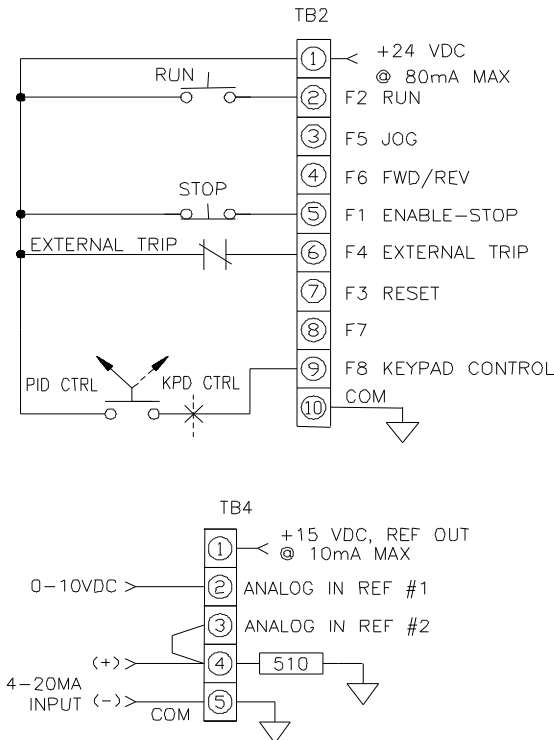 TB2
1 +24 VDC
@ 80mA MAX
RUN
2 F2 RUN
3 F5 JOG
4 F6 FWD/REV
STOP
5 F1 ENABLE-STOP
EXTERNAL TRIP
6 F4 EXTERNAL TRIP
7 F3 RESET
8 F7
9 F8 KEYPAD CONTROL
PID CTRL KPD CTRL
10 COM
TB4
1 +15 VDC, REF OUT
@ 10mA MAX
0-10VDC 2 ANALOG IN REF #1
3 ANALOG IN REF #2
(+) 4 510
4-20MA
INPUT (-) COM 5